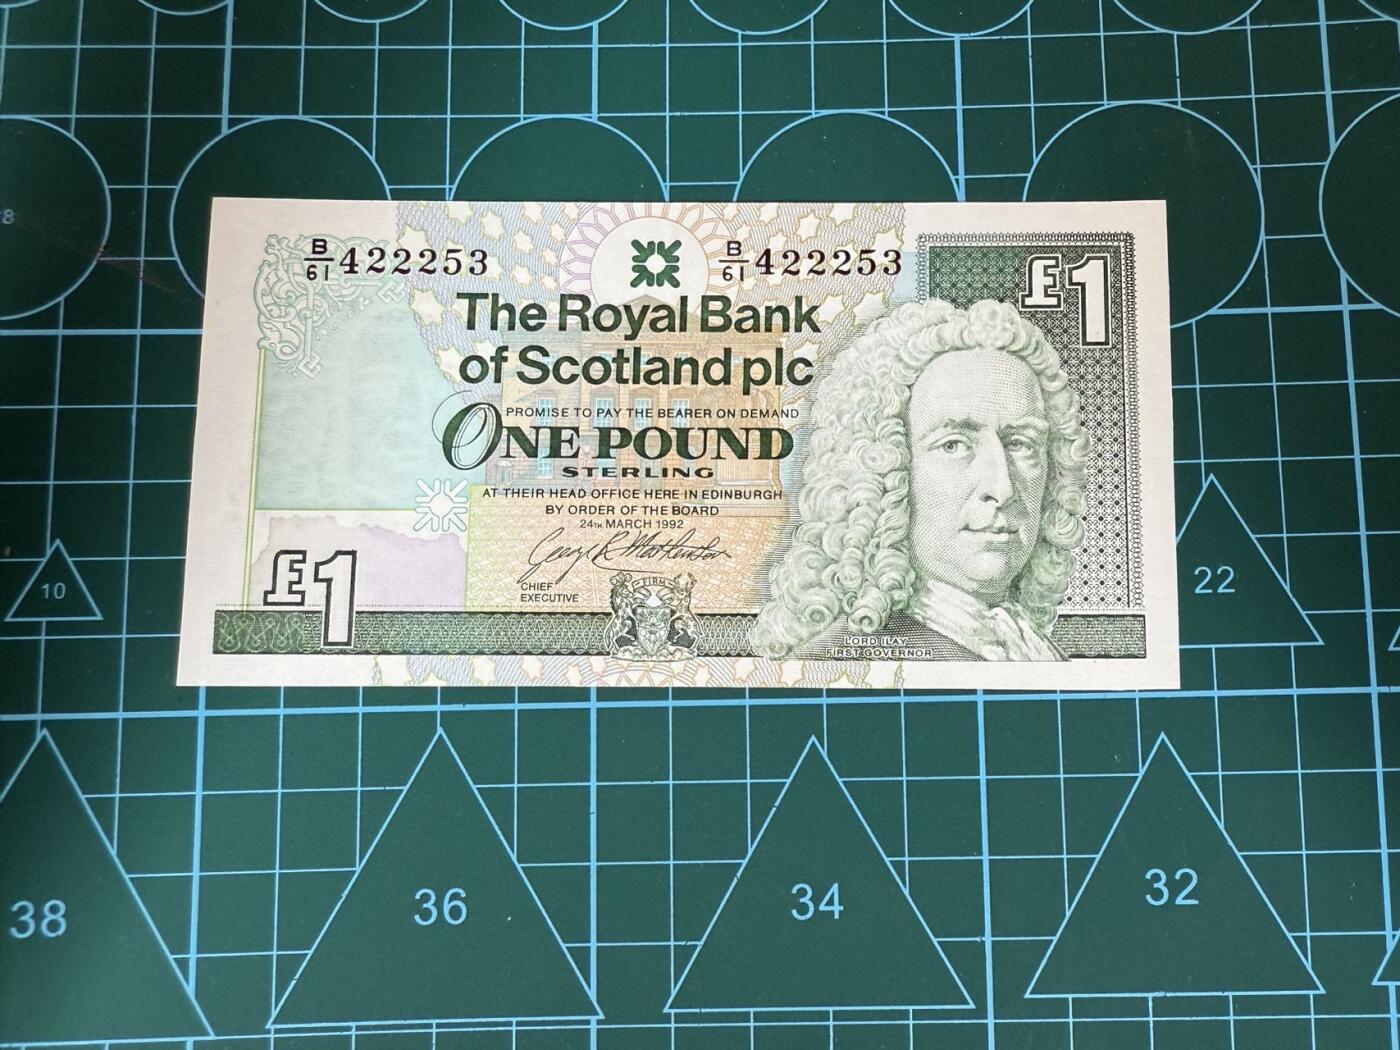 B/61 422253
B/61 422253
£1
The Royal Bank
of Scotland plc
PROMISE TO PAY THE BEARER ON DEMAND
ONE POUND
STERLING
AT THEIR HEAD OFFICE HERE IN EDINBURGH
BY ORDER OF THE BOARD
24TH MARCH 1992
CHIEF
EXECUTIVE
FIRM
£1
LORD ILAY
FIRST GOVERNOR
8
10
22
38
36
34
32